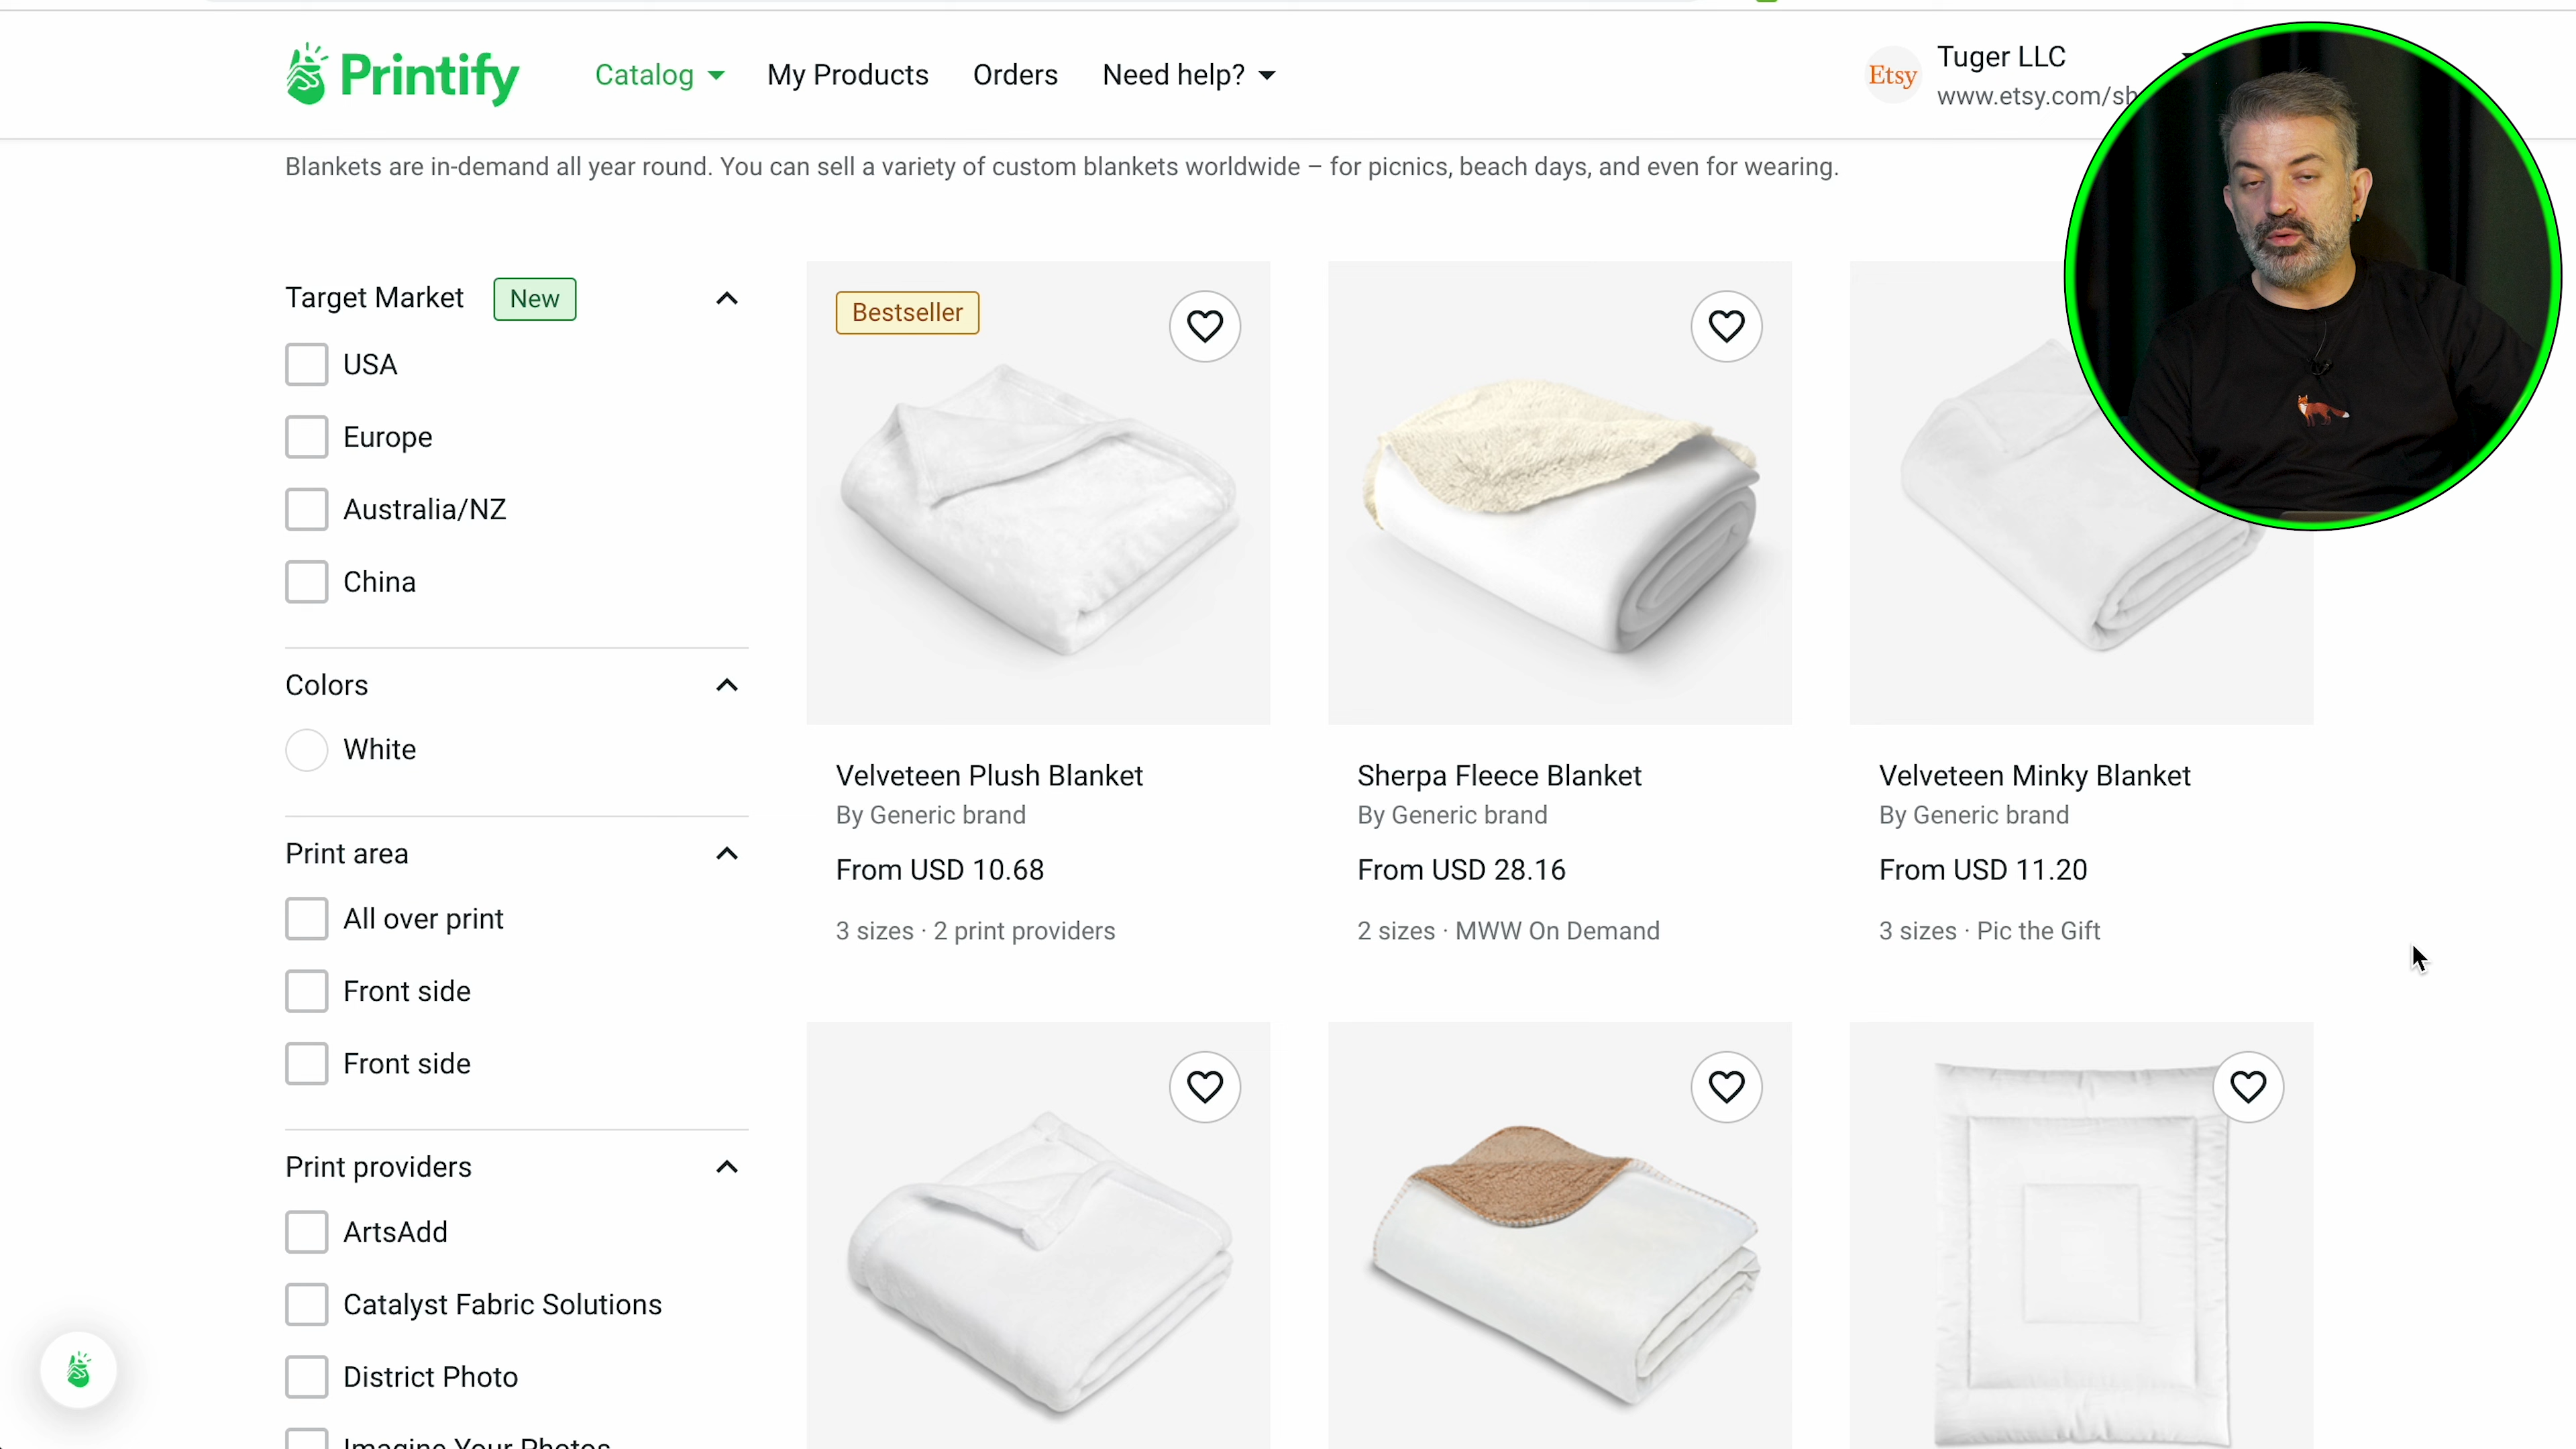 Printify
Catalog
My Products
Orders
Need help?
Etsy
Tuger LLC
www.etsy.com/sh
Blankets are in-demand all year round. You can sell a variety of custom blankets worldwide – for picnics, beach days, and even for wearing.
Target Market
New
USA
Europe
Australia/NZ
China
Colors
White
Print area
All over print
Front side
Front side
Print providers
ArtsAdd
Catalyst Fabric Solutions
District Photo
Imagine Your Photos
Bestseller
Velveteen Plush Blanket
By Generic brand
From USD 10.68
3 sizes · 2 print providers
Sherpa Fleece Blanket
By Generic brand
From USD 28.16
2 sizes · MWW On Demand
Velveteen Minky Blanket
By Generic brand
From USD 11.20
3 sizes · Pic the Gift